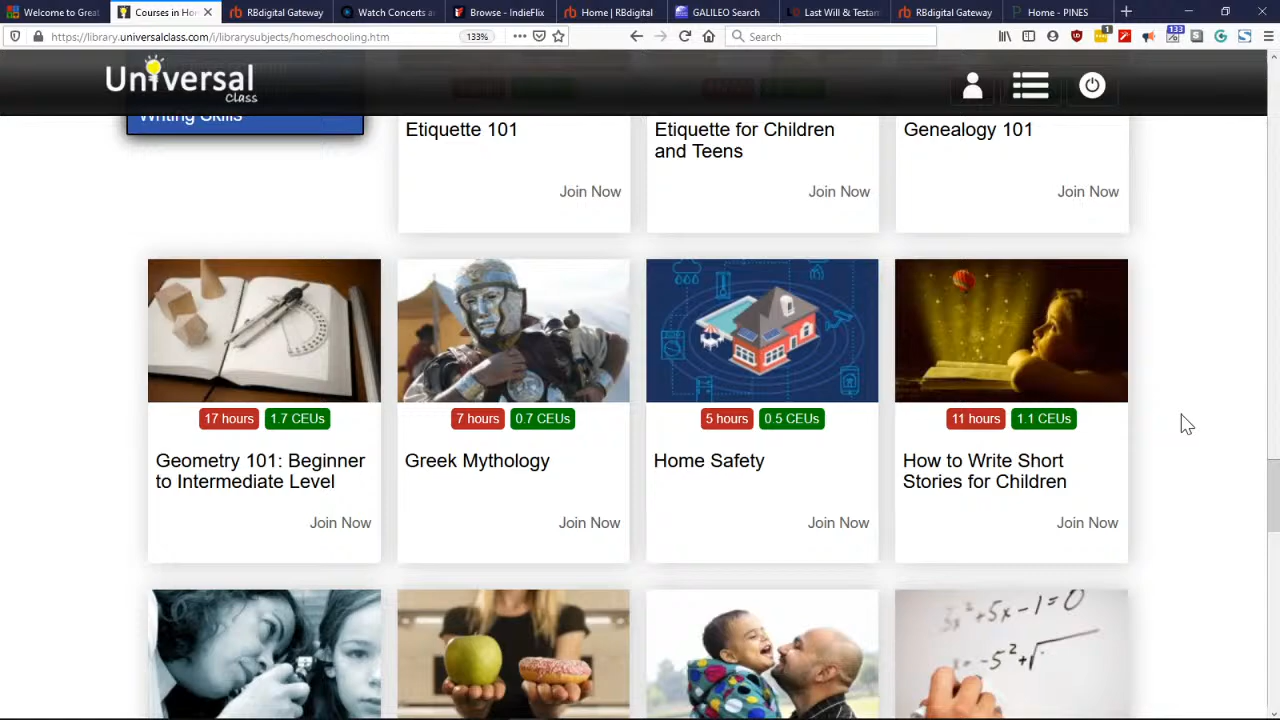 Welcome to Great
Courses in Hom
RBdigital Gateway
Watch Concerts an
Browse - IndieFlix
Home | RBdigital
GALILEO Search
Last Will & Testam
RBdigital Gateway
Home - PINES
https://library.universalclass.com/i/librarysubjects/homeschooling.htm
133%
Search
1
133
Universal
Class
Writing Skills
Etiquette 101
Etiquette for Children
and Teens
Genealogy 101
Join Now
Join Now
Join Now
17 hours 1.7 CEUs
7 hours 0.7 CEUs
5 hours 0.5 CEUs
11 hours 1.1 CEUs
Geometry 101: Beginner
to Intermediate Level
Greek Mythology
Home Safety
How to Write Short
Stories for Children
Join Now
Join Now
Join Now
Join Now